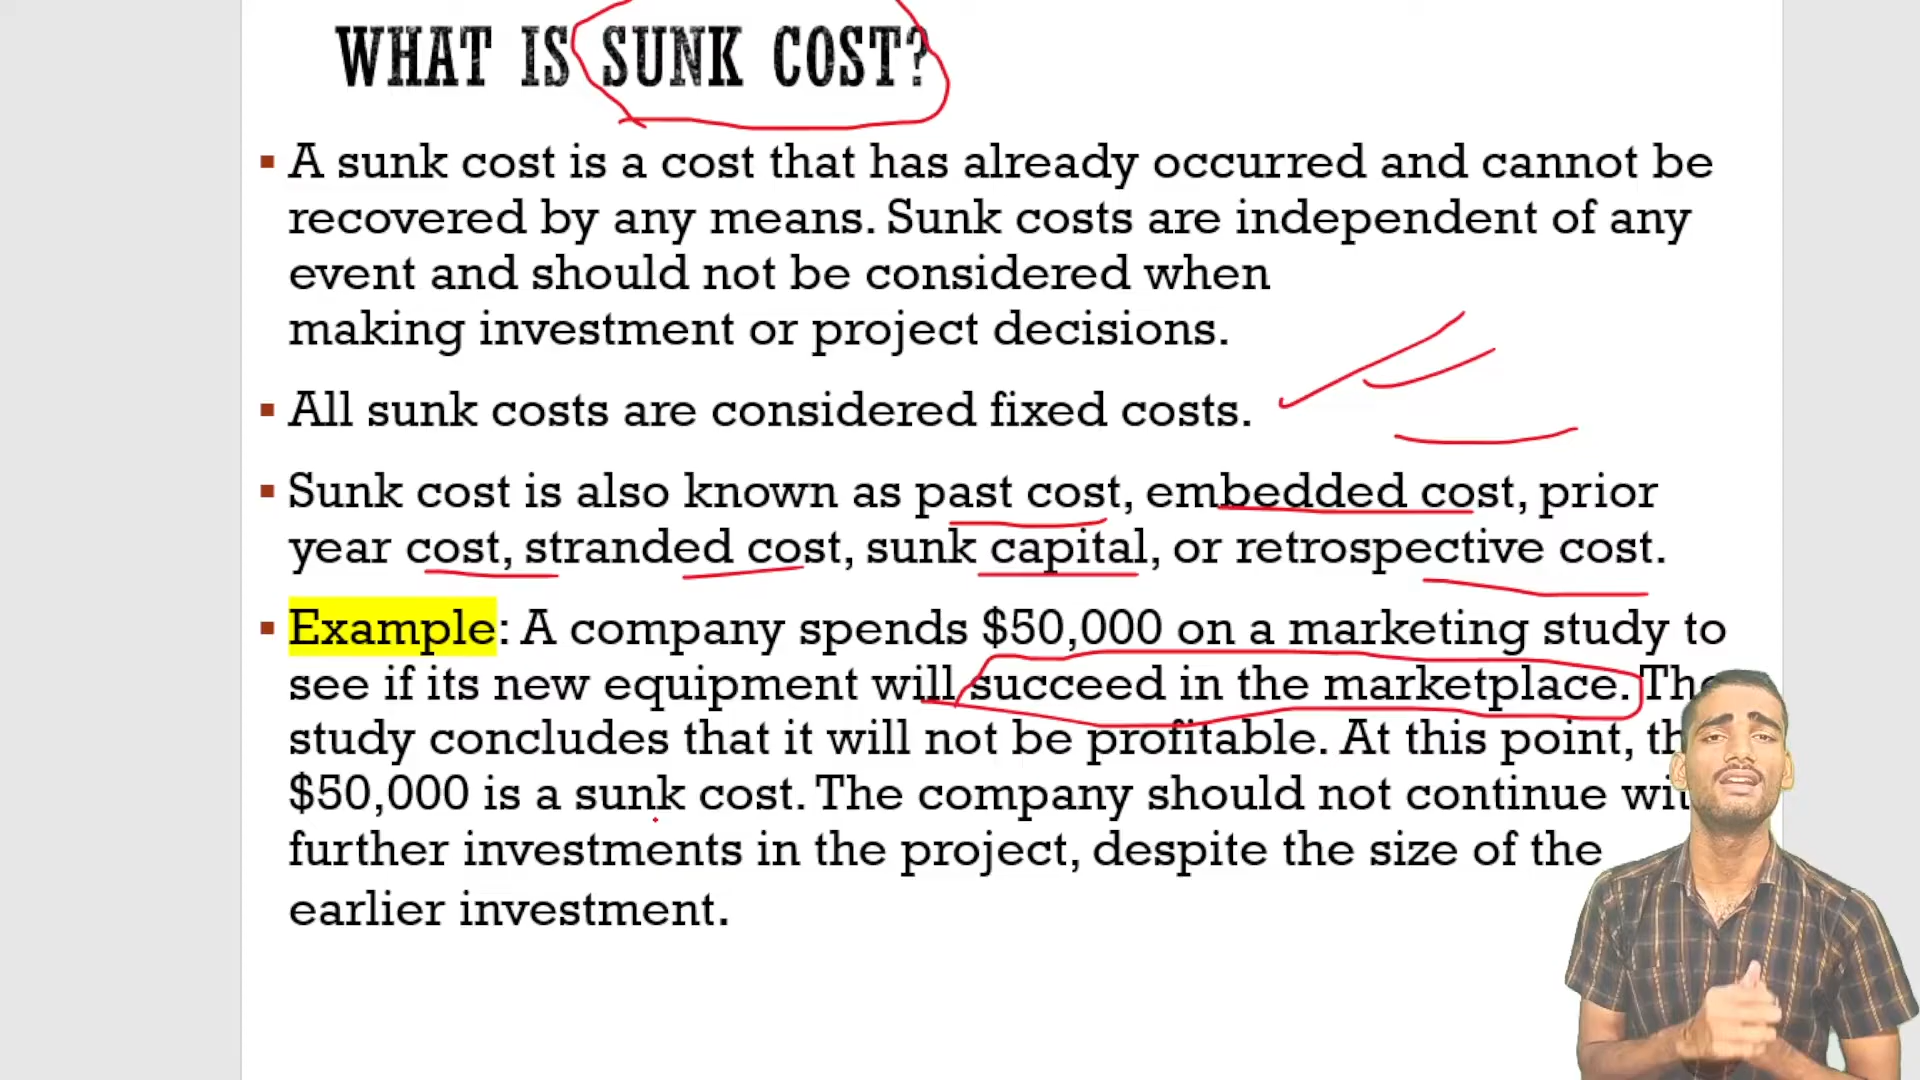 WHAT IS SUNK COST?
▪ A sunk cost is a cost that has already occurred and cannot be
recovered by any means. Sunk costs are independent of any
event and should not be considered when
making investment or project decisions.
▪ All sunk costs are considered fixed costs.
▪ Sunk cost is also known as past cost, embedded cost, prior
year cost, stranded cost, sunk capital, or retrospective cost.
▪ Example: A company spends $50,000 on a marketing study to
see if its new equipment will succeed in the marketplace. The
study concludes that it will not be profitable. At this point,
$50,000 is a sunk cost. The company should not continue
further investments in the project, despite the size of the
earlier investment.